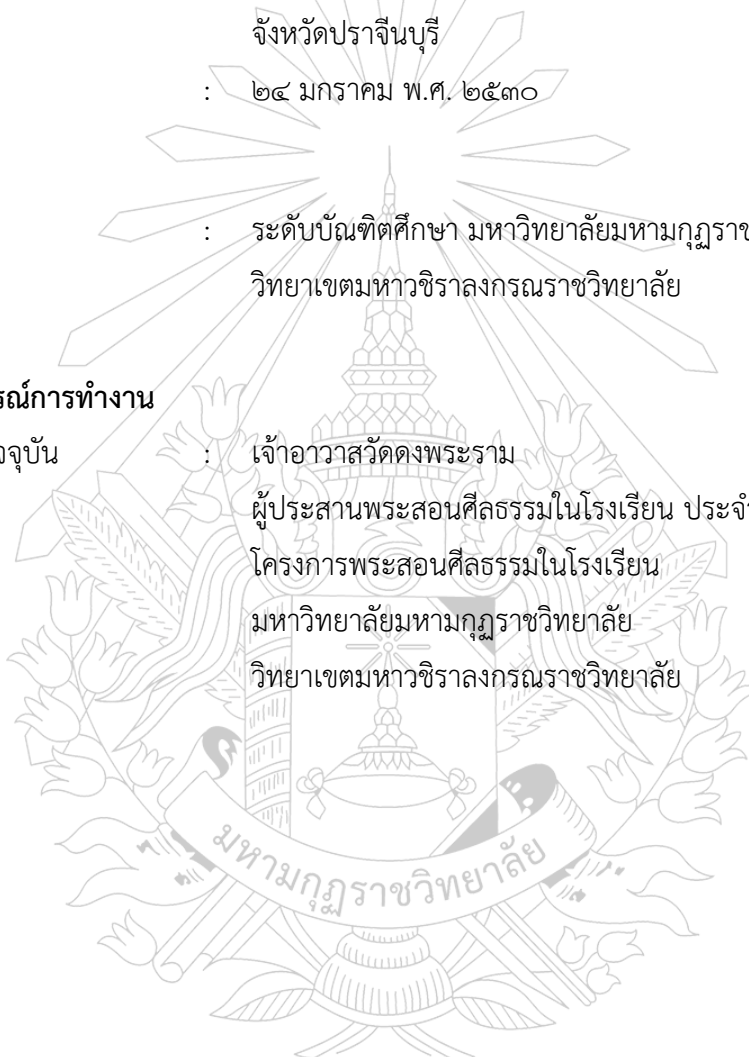 จังหวัดปราจีนบุรี
: ๒๔ มกราคม พ.ศ. ๒๕๓๐
: ระดับบัณฑิตศึกษา มหาวิทยาลัยมหามกุฏราช
วิทยาเขตมหาวชิราลงกรณราชวิทยาลัย
รณ์การทำงาน
จุบัน : เจ้าอาวาสวัดดงพระราม
ผู้ประสานพระสอนศีลธรรมในโรงเรียน ประจำ
โครงการพระสอนศีลธรรมในโรงเรียน
มหาวิทยาลัยมหามกุฏราชวิทยาลัย
วิทยาเขตมหาวชิราลงกรณราชวิทยาลัย
มหามกุฏราชวิทยาลัย